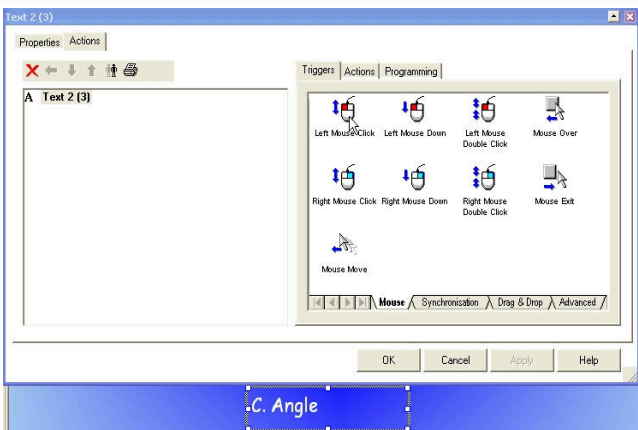 Text 2 (3)
Properties Actions
Triggers Actions Programming
A Text 2 (3)
Left Mouse Click Left Mouse Down Left Mouse Double Click Mouse Over
Right Mouse Click Right Mouse Down Right Mouse Double Click Mouse Exit
Mouse Move
Mouse Synchronisation Drag & Drop Advanced
OK Cancel Apply Help
C. Angle